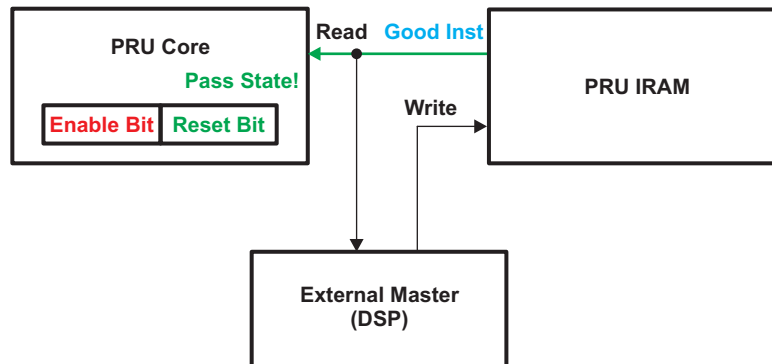 PRU Core
Read
Good Inst
Pass State!
Enable Bit
Reset Bit
PRU IRAM
Write
External Master
(DSP)